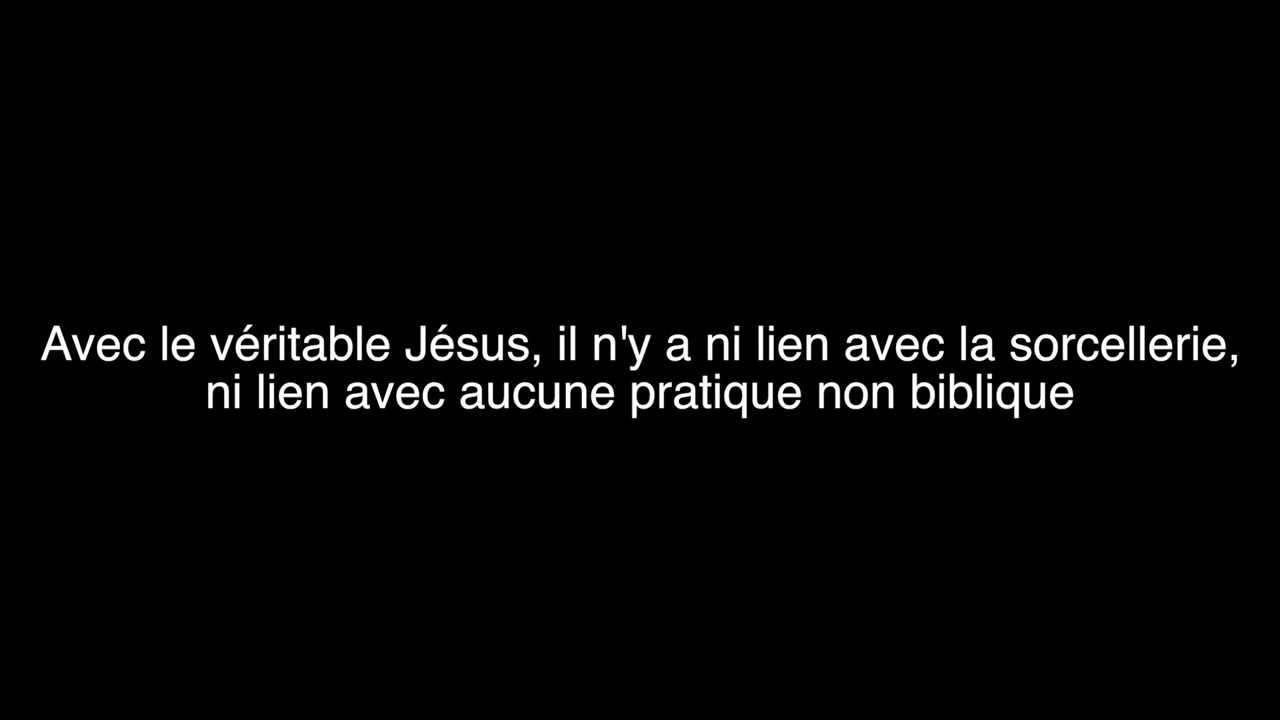 Avec le véritable Jésus, il n'y a ni lien avec la sorcellerie,
ni lien avec aucune pratique non biblique